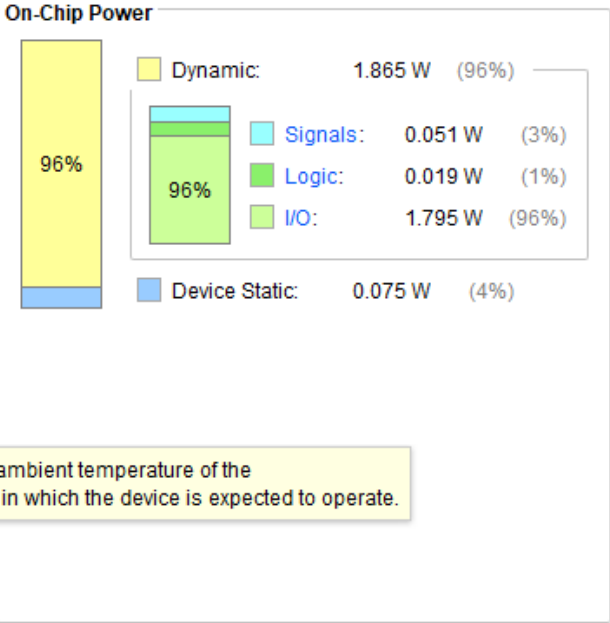 On-Chip Power
Dynamic: 1.865 W (96%)
96%
Signals: 0.051 W (3%)
Logic: 0.019 W (1%)
96%
I/O: 1.795 W (96%)
Device Static: 0.075 W (4%)
ambient temperature of the
in which the device is expected to operate.